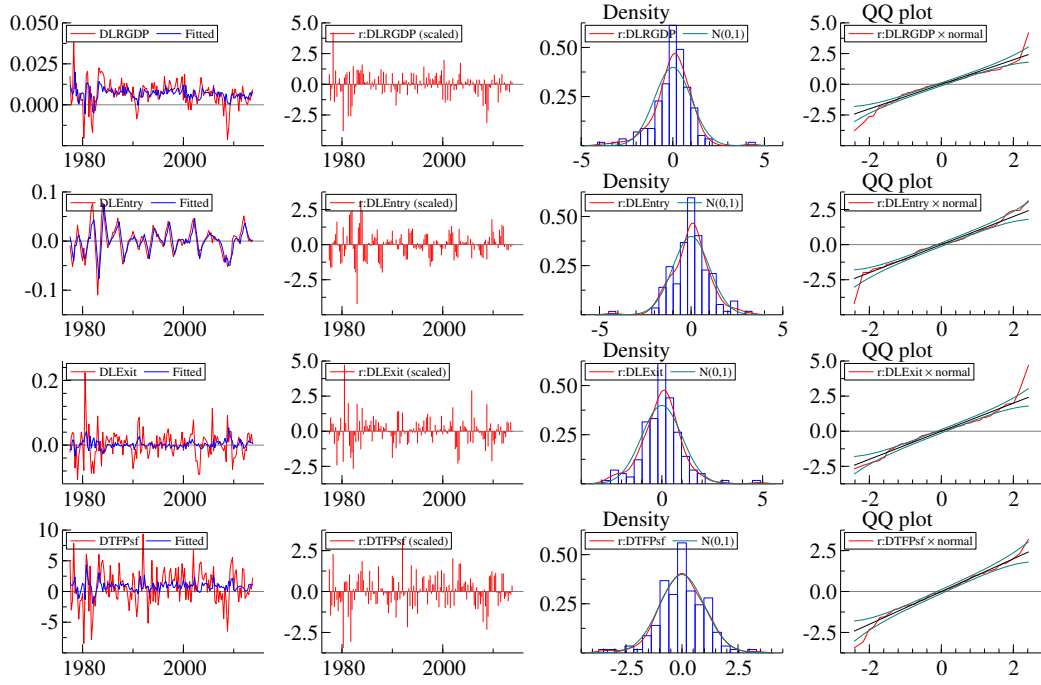 Density QQ plot
0.050 DLRGDP Fitted 5.0 r:DLRGDP (scaled) r:DLRGDP N(0,1) 5.0 r:DLRGDP × normal
0.025 2.5 0.50 2.5
0.000 0.0 0.25 0.0
-2.5 -2.5
1980 2000 1980 2000 -5 0 5 -2 0 2
Density QQ plot
0.1 DLEntry Fitted 2.5 r:DLEntry (scaled) r:DLEntry N(0,1) 2.5 r:DLEntry × normal
0.0 0.0 0.50 0.0
-0.1 -2.5 0.25 -2.5
1980 2000 1980 2000 -5 0 5 -2 0 2
Density QQ plot
0.2 DLExit Fitted 5.0 r:DLExit (scaled) r:DLExit N(0,1) 5.0 r:DLExit × normal
2.5 0.50 2.5
0.0 0.0 0.25 0.0
-2.5 -2.5
1980 2000 1980 2000 0 5 -2 0 2
Density QQ plot
10 DTFPsf Fitted r:DTFPsf (scaled) r:DTFPsf N(0,1) r:DTFPsf × normal
5 2.5 0.50 2.5
0 0.0 0.25 0.0
-5 -2.5 -2.5
1980 2000 1980 2000 -2.5 0.0 2.5 -2 0 2